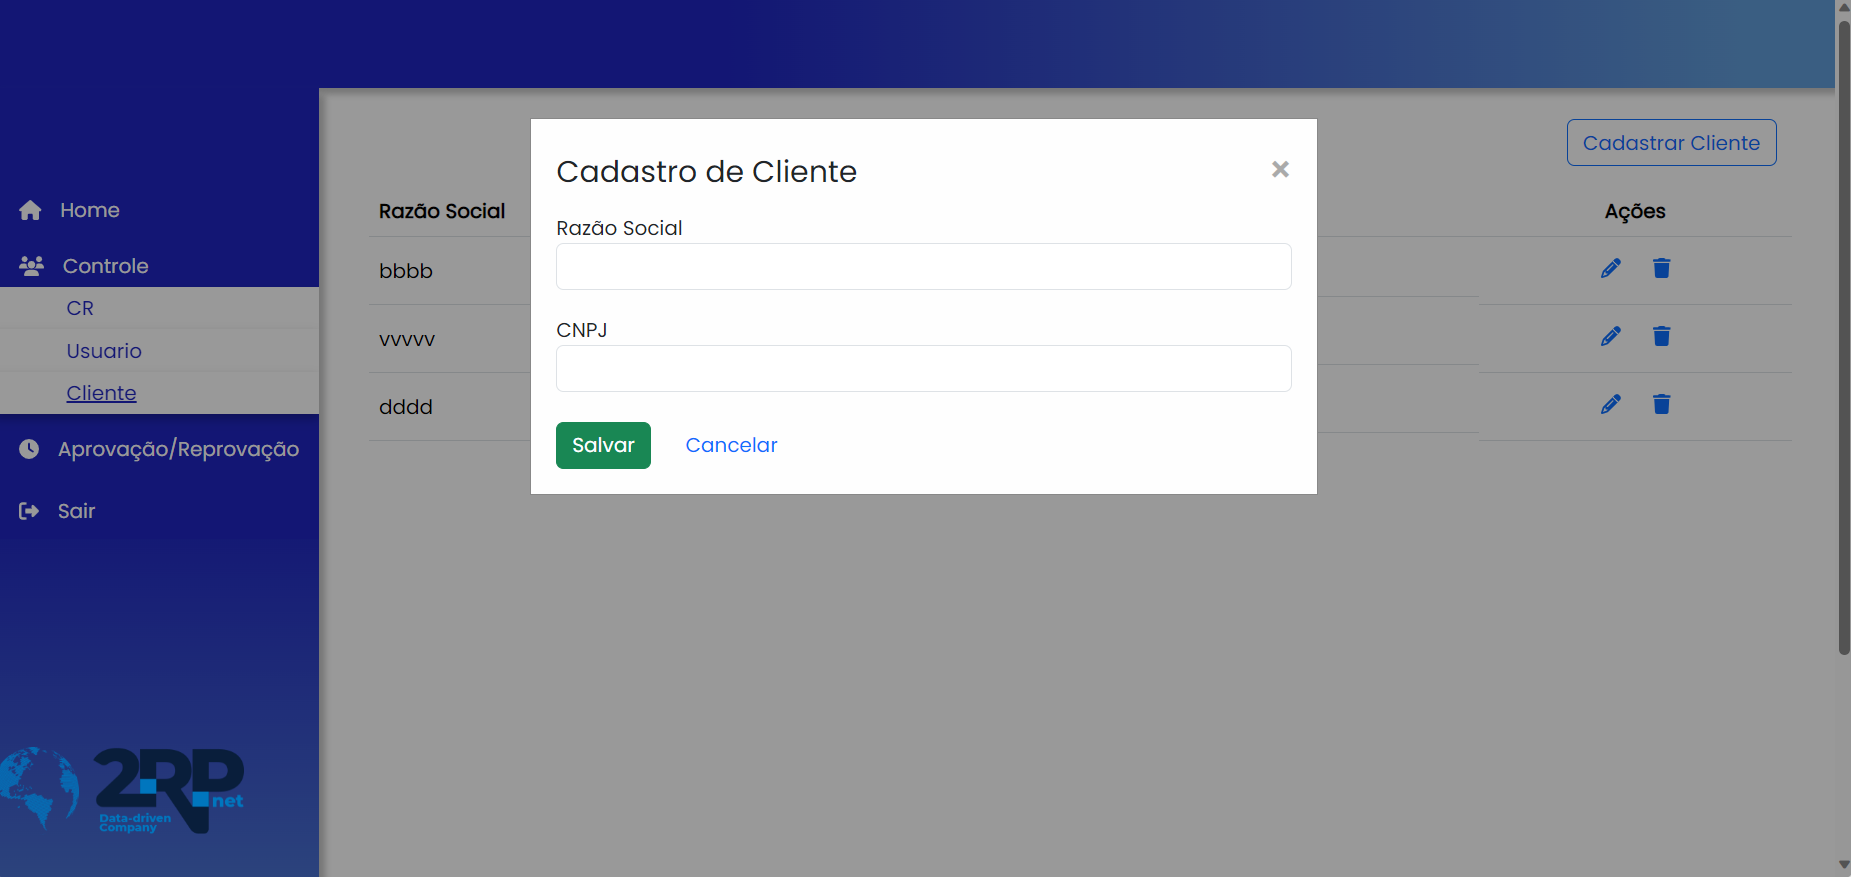 Home
Controle
CR
Usuario
Cliente
Aprovação/Reprovação
Sair
2RP
net
Data-driven
Company
Cadastrar Cliente
Razão Social
Ações
bbbb
vvvvv
dddd
Cadastro de Cliente
×
Razão Social
CNPJ
Salvar
Cancelar